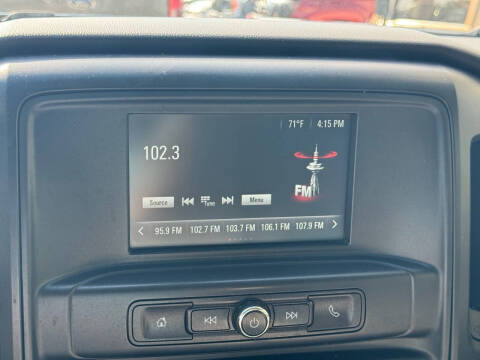 71°F 4:15 PM
102.3
FM
Source Tune Menu
95.9 FM 102.7 FM 103.7 FM 106.1 FM 107.9 FM